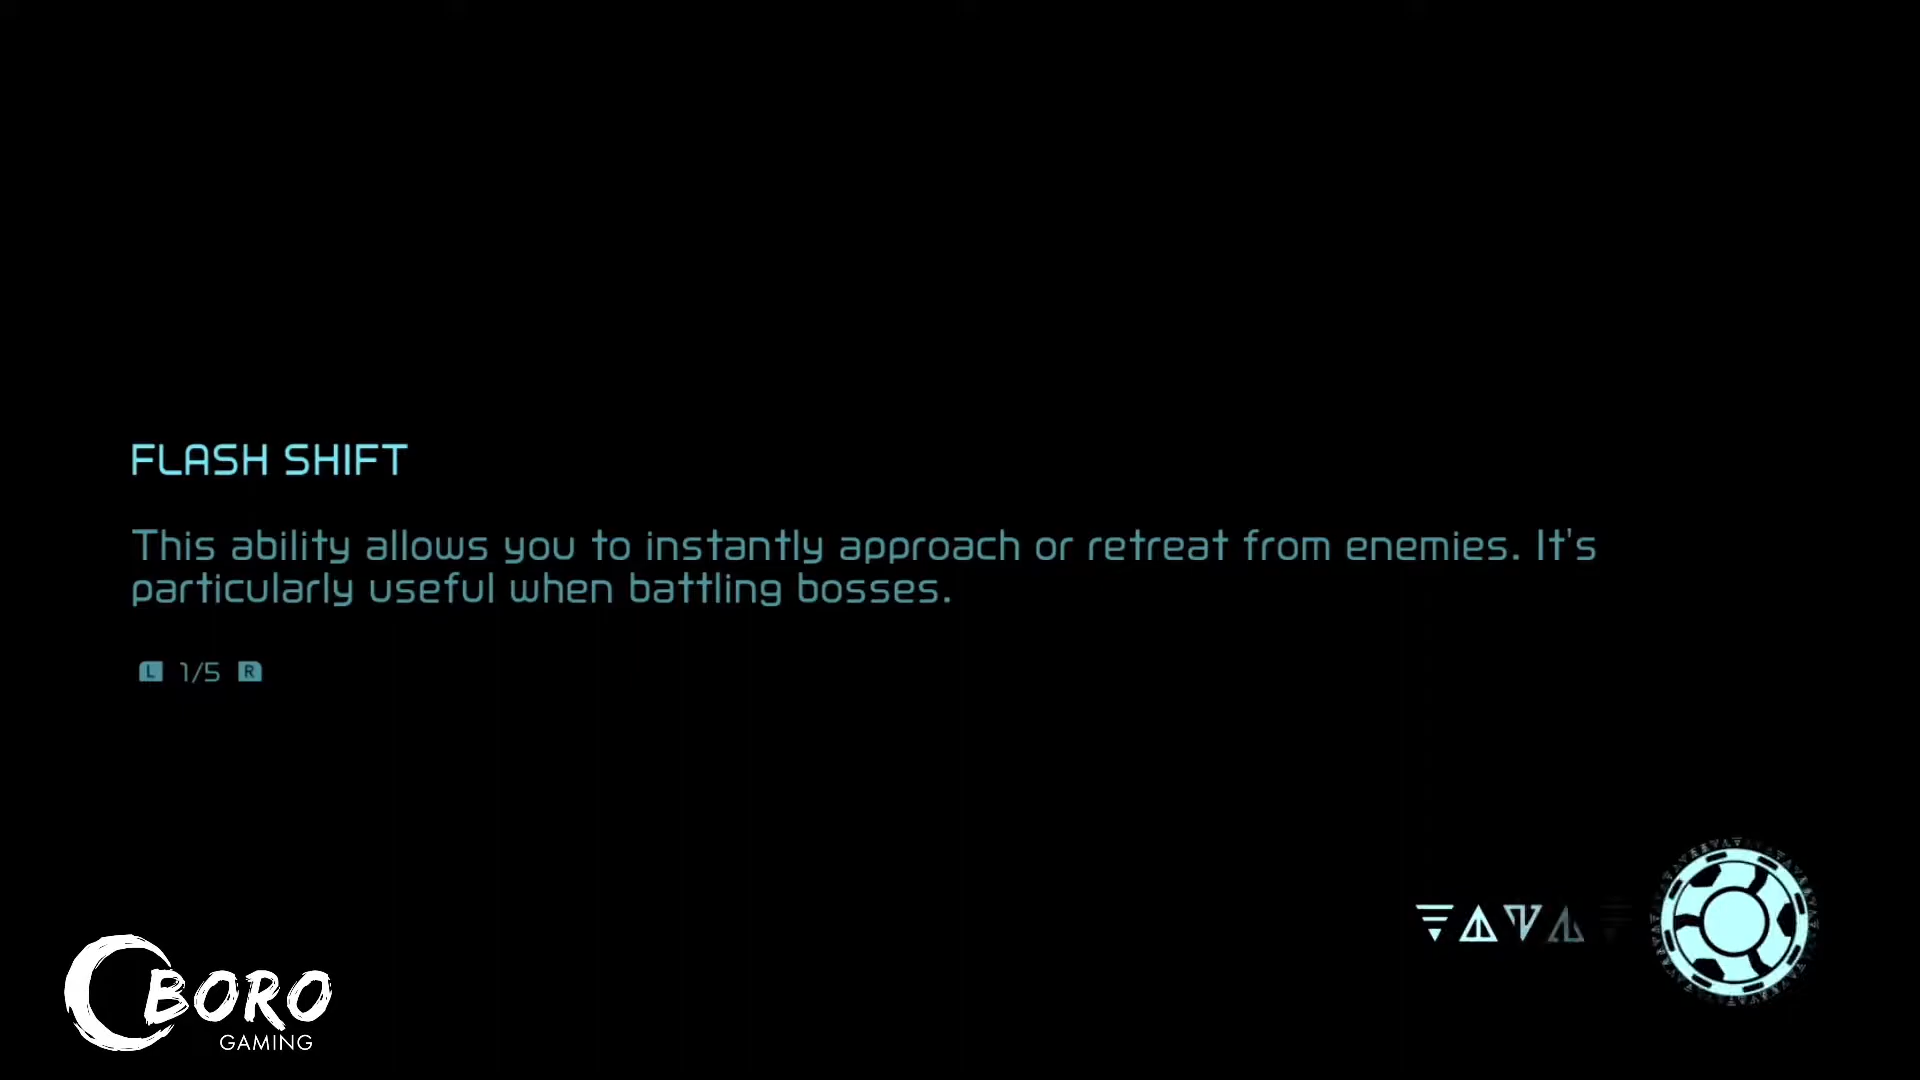 FLASH SHIFT
This ability allows you to instantly approach or retreat from enemies. It's
particularly useful when battling bosses.
L 1/5 R
BORO
GAMING